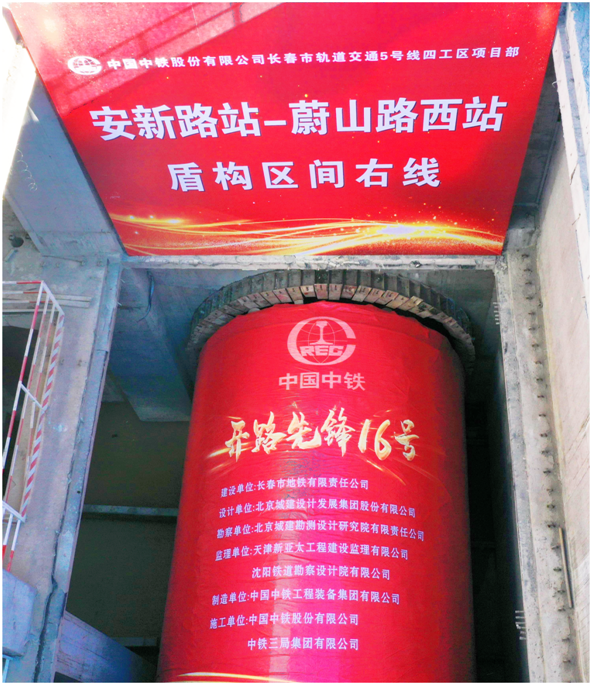 中国中铁股份有限公司长春市轨道交通5号线四工区项目部
安新路站-蔚山路西站
盾构区间右线
REC
中国中铁
开路先锋16号
建设单位:长春市地铁有限责任公司
设计单位:北京城建设计发展集团股份有限公司
勘察单位:北京城建勘测设计研究院有限责任公司
监理单位:天津新亚太工程建设监理有限公司
沈阳铁道勘察设计院有限公司
制造单位:中国中铁工程装备集团有限公司
施工单位:中国中铁股份有限公司
中铁三局集团有限公司